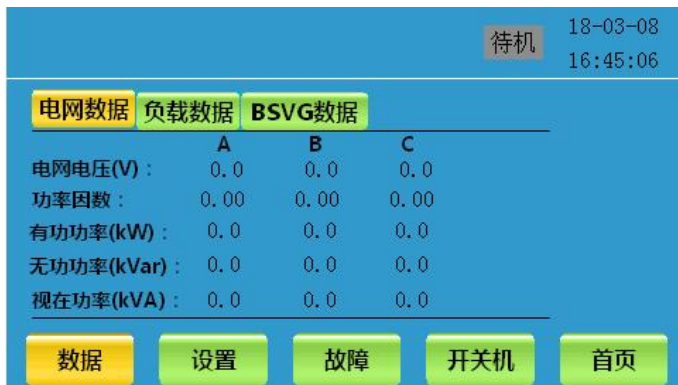 待机 18-03-08
16:45:06
电网数据 负载数据 BSVG数据
A B C
电网电压(V)： 0.0 0.0 0.0
功率因数： 0.00 0.00 0.00
有功功率(kW)： 0.0 0.0 0.0
无功功率(kVar)： 0.0 0.0 0.0
视在功率(kVA)： 0.0 0.0 0.0
数据 设置 故障 开关机 首页